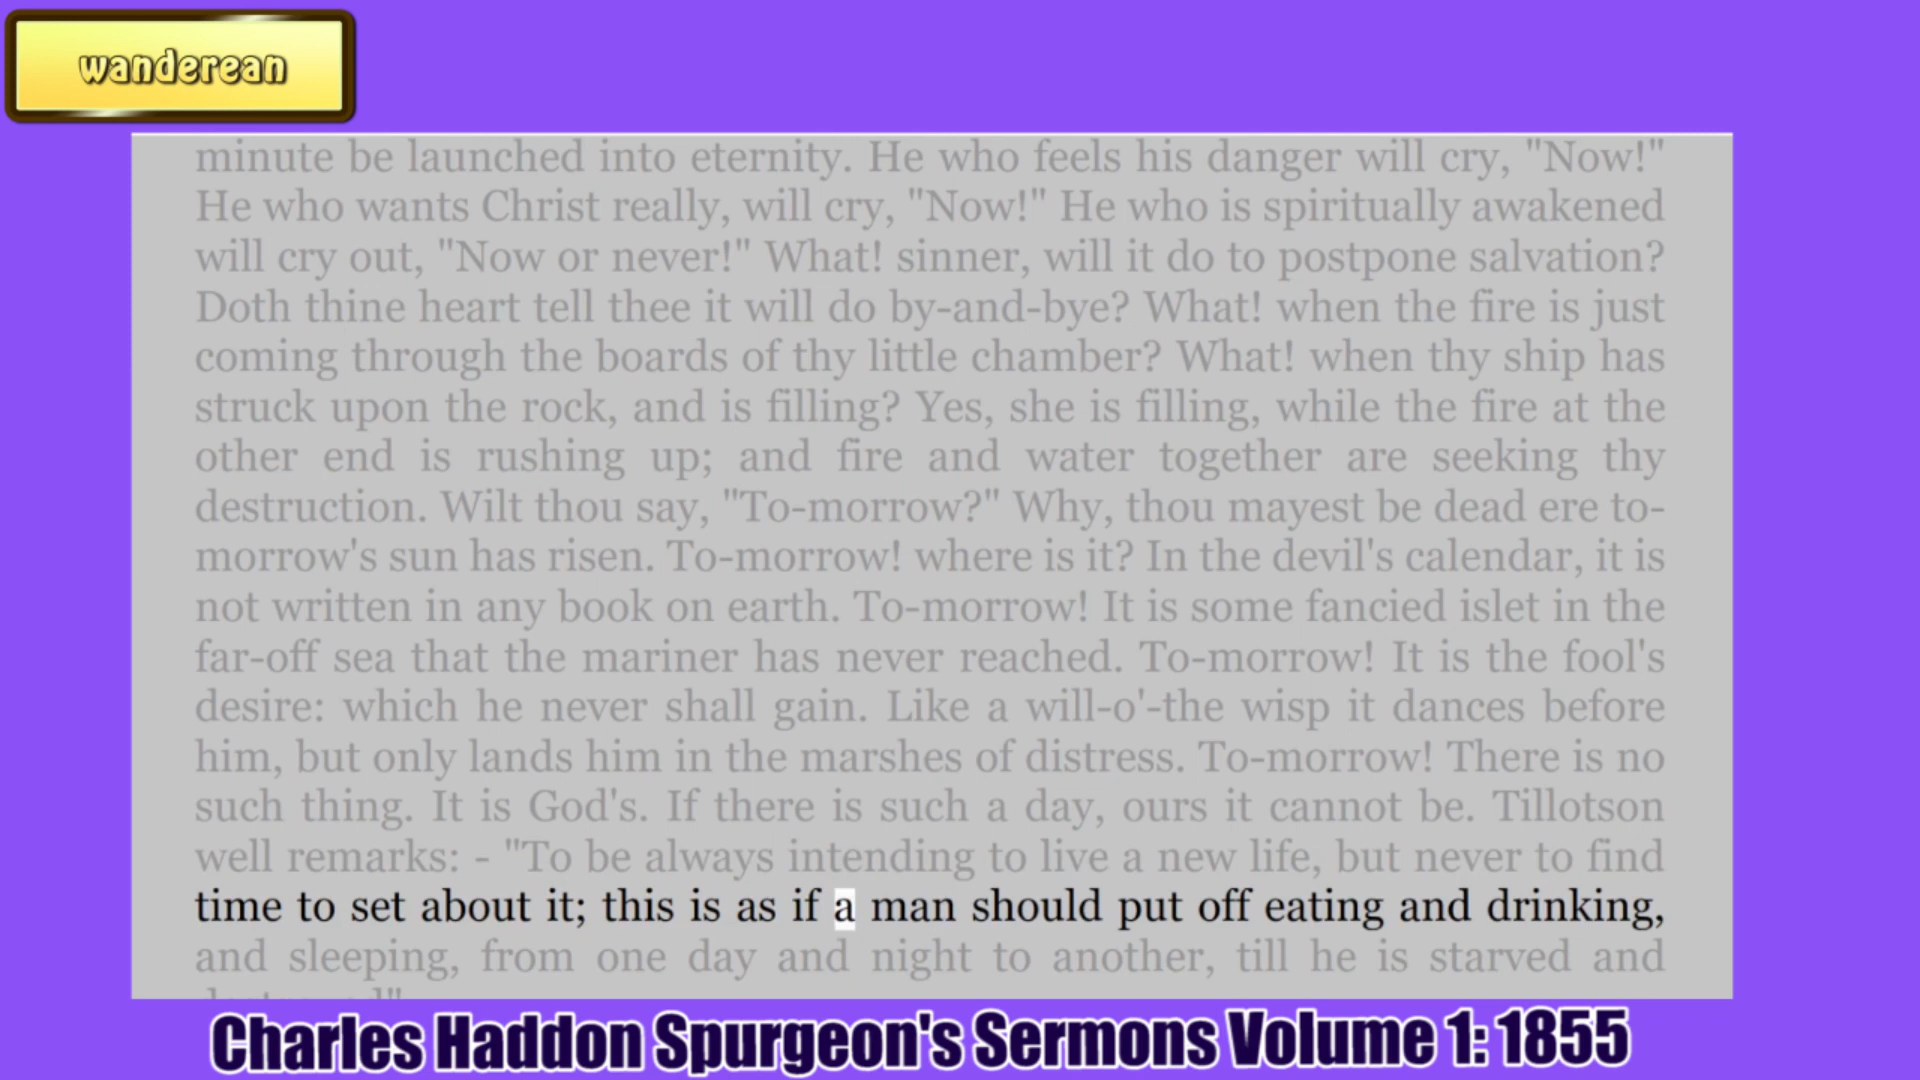 wanderean
minute be launched into eternity. He who feels his danger will cry, "Now!"
He who wants Christ really, will cry, "Now!" He who is spiritually awakened
will cry out, "Now or never!" What! sinner, will it do to postpone salvation?
Doth thine heart tell thee it will do by-and-bye? What! when the fire is just
coming through the boards of thy little chamber? What! when thy ship has
struck upon the rock, and is filling? Yes, she is filling, while the fire at the
other end is rushing up; and fire and water together are seeking thy
destruction. Wilt thou say, "To-morrow?" Why, thou mayest be dead ere to-
morrow's sun has risen. To-morrow! where is it? In the devil's calendar, it is
not written in any book on earth. To-morrow! It is some fancied islet in the
far-off sea that the mariner has never reached. To-morrow! It is the fool's
desire: which he never shall gain. Like a will-o'-the wisp it dances before
him, but only lands him in the marshes of distress. To-morrow! There is no
such thing. It is God's. If there is such a day, ours it cannot be. Tillotson
well remarks: - "To be always intending to live a new life, but never to find
time to set about it; this is as if a man should put off eating and drinking,
and sleeping, from one day and night to another, till he is starved and
Charles Haddon Spurgeon's Sermons Volume 1: 1855